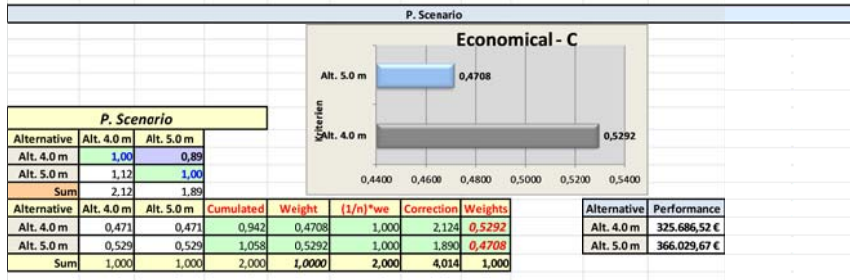 P. Scenario
Economical - C
Alt. 5.0 m 0,4708
Kriterien
Alt. 4.0 m 0,5292
0,4400 0,4600 0,4800 0,5000 0,5200 0,5400
P. Scenario
Alternative Alt. 4.0 m Alt. 5.0 m
Alt. 4.0 m 1,00 0,89
Alt. 5.0 m 1,12 1,00
Sum 2,12 1,89
Alternative Alt. 4.0 m Alt. 5.0 m Cumulated Weight (1/n)*we Correction Weights
Alt. 4.0 m 0,471 0,471 0,942 0,4708 1,000 2,124 0,5292
Alt. 5.0 m 0,529 0,529 1,058 0,5292 1,000 1,890 0,4708
Sum 1,000 1,000 2,000 1,0000 2,000 4,014 1,000
Alternative Performance
Alt. 4.0 m 325.686,52 €
Alt. 5.0 m 366.029,67 €